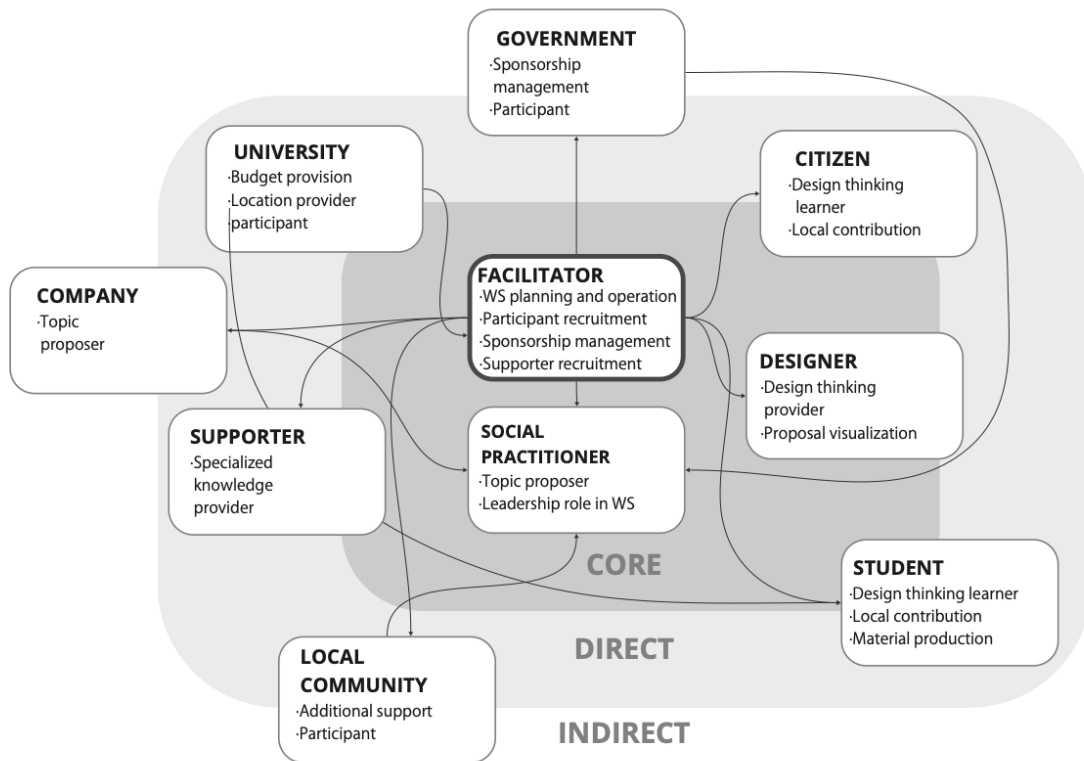 GOVERNMENT
·Sponsorship
management
·Participant
UNIVERSITY
·Budget provision
·Location provider
·participant
CITIZEN
·Design thinking
learner
·Local contribution
COMPANY
·Topic
proposer
FACILITATOR
·WS planning and operation
·Participant recruitment
·Sponsorship management
·Supporter recruitment
DESIGNER
·Design thinking
provider
·Proposal visualization
SUPPORTER
·Specialized
knowledge
provider
SOCIAL
PRACTITIONER
·Topic proposer
·Leadership role in WS
CORE
STUDENT
·Design thinking learner
·Local contribution
·Material production
DIRECT
LOCAL
COMMUNITY
·Additional support
·Participant
INDIRECT